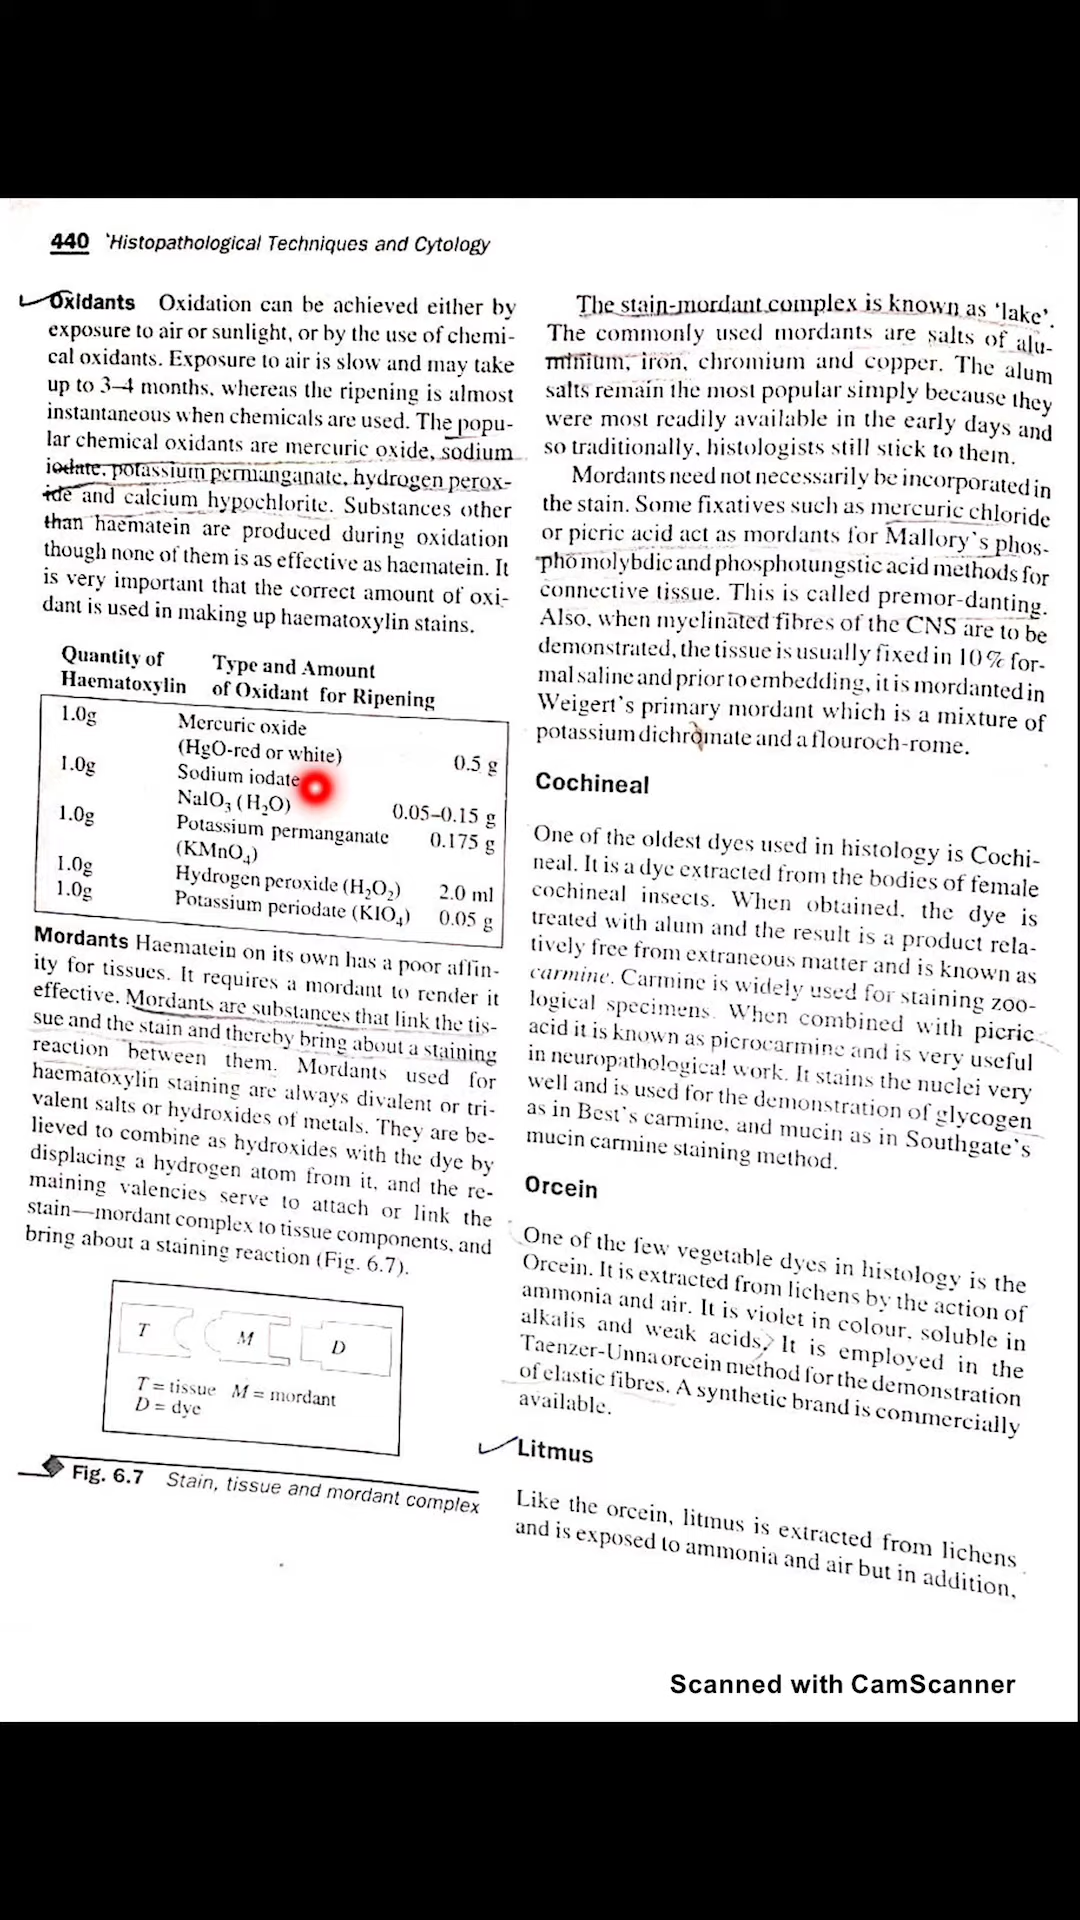 440 'Histopathological Techniques and Cytology
Oxidants Oxidation can be achieved either by
exposure to air or sunlight, or by the use of chemi-
cal oxidants. Exposure to air is slow and may take
up to 3–4 months, whereas the ripening is almost
instantaneous when chemicals are used. The popu-
lar chemical oxidants are mercuric oxide, sodium
iodate, potassium permanganate, hydrogen perox-
ide and calcium hypochlorite. Substances other
than haematein are produced during oxidation
though none of them is as effective as haematein. It
is very important that the correct amount of oxi-
dant is used in making up haematoxylin stains.
Quantity of Type and Amount
Haematoxylin of Oxidant for Ripening
1.0g Mercuric oxide
(HgO-red or white) 0.5 g
1.0g Sodium iodate
NaIO₃ (H₂O) 0.05–0.15 g
1.0g Potassium permanganate 0.175 g
(KMnO₄)
1.0g Hydrogen peroxide (H₂O₂) 2.0 ml
1.0g Potassium periodate (KIO₄) 0.05 g
Mordants Haematein on its own has a poor affin-
ity for tissues. It requires a mordant to render it
effective. Mordants are substances that link the tis-
sue and the stain and thereby bring about a staining
reaction between them. Mordants used for
haematoxylin staining are always divalent or tri-
valent salts or hydroxides of metals. They are be-
lieved to combine as hydroxides with the dye by
displacing a hydrogen atom from it, and the re-
maining valencies serve to attach or link the
stain—mordant complex to tissue components, and
bring about a staining reaction (Fig. 6.7).
T M D
T = tissue M = mordant
D = dye
Fig. 6.7 Stain, tissue and mordant complex
The stain-mordant complex is known as 'lake'.
The commonly used mordants are salts of alu-
minium, iron, chromium and copper. The alum
salts remain the most popular simply because they
were most readily available in the early days and
so traditionally, histologists still stick to them.
Mordants need not necessarily be incorporated in
the stain. Some fixatives such as mercuric chloride
or picric acid act as mordants for Mallory's phos-
pho molybdic and phosphotungstic acid methods for
connective tissue. This is called premor-danting.
Also, when myelinated fibres of the CNS are to be
demonstrated, the tissue is usually fixed in 10% for-
mal saline and prior to embedding, it is mordanted in
Weigert's primary mordant which is a mixture of
potassium dichromate and a flouroch-rome.
Cochineal
One of the oldest dyes used in histology is Cochi-
neal. It is a dye extracted from the bodies of female
cochineal insects. When obtained, the dye is
treated with alum and the result is a product rela-
tively free from extraneous matter and is known as
carmine. Carmine is widely used for staining zoo-
logical specimens. When combined with picric
acid it is known as picrocarmine and is very useful
in neuropathological work. It stains the nuclei very
well and is used for the demonstration of glycogen
as in Best's carmine, and mucin as in Southgate's
mucin carmine staining method.
Orcein
One of the few vegetable dyes in histology is the
Orcein. It is extracted from lichens by the action of
ammonia and air. It is violet in colour, soluble in
alkalis and weak acids. It is employed in the
Taenzer-Unna orcein method for the demonstration
of elastic fibres. A synthetic brand is commercially
available.
Litmus
Like the orcein, litmus is extracted from lichens
and is exposed to ammonia and air but in addition,
Scanned with CamScanner